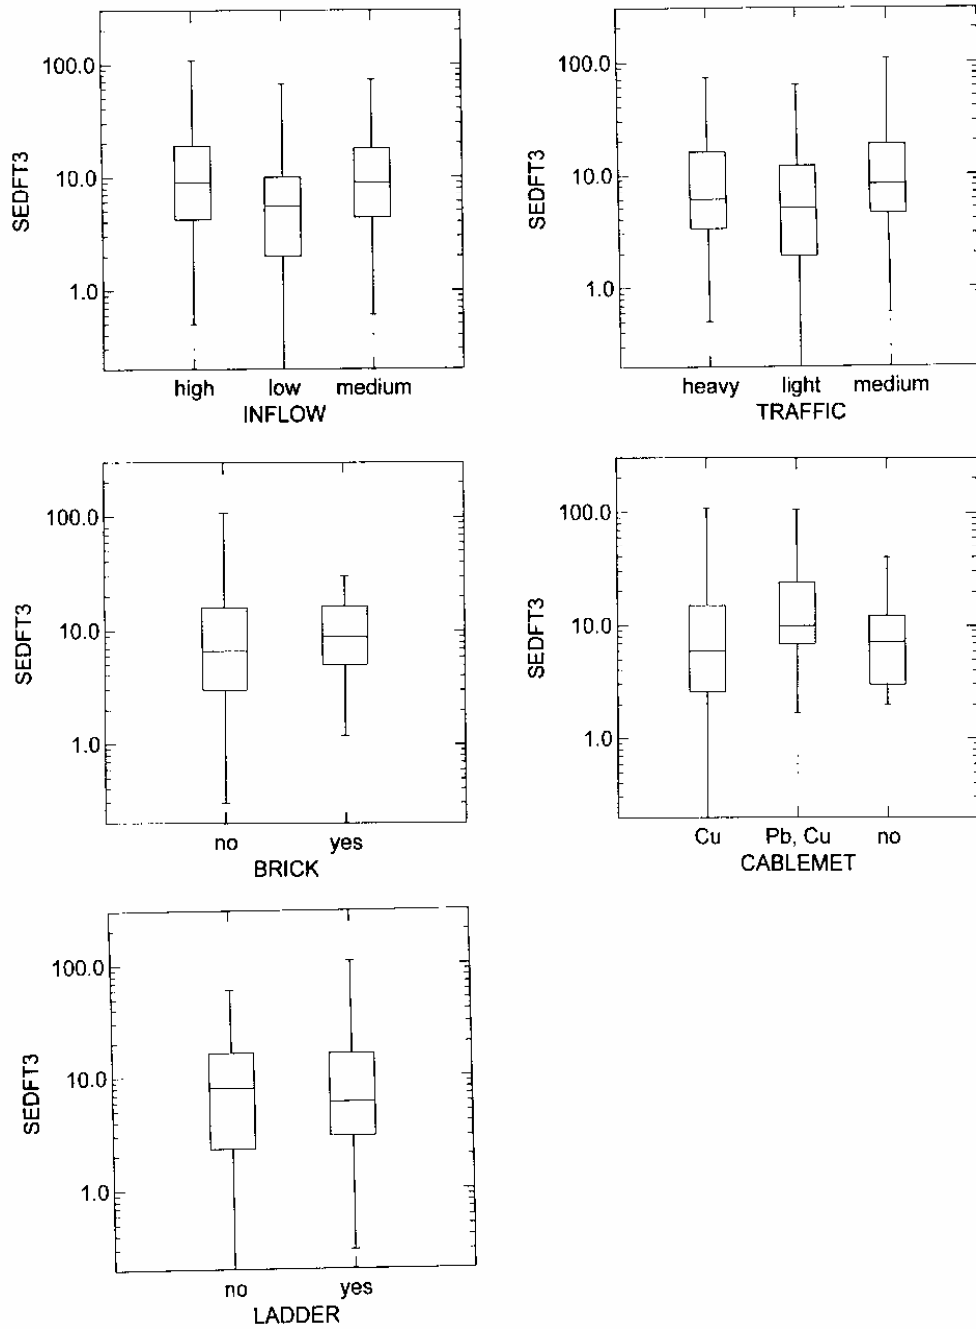 SEDFT3
100.0
10.0
1.0
high low medium
INFLOW
SEDFT3
100.0
10.0
1.0
heavy light medium
TRAFFIC
SEDFT3
100.0
10.0
1.0
no yes
BRICK
SEDFT3
100.0
10.0
1.0
Cu Pb, Cu no
CABLEMET
SEDFT3
100.0
10.0
1.0
no yes
LADDER